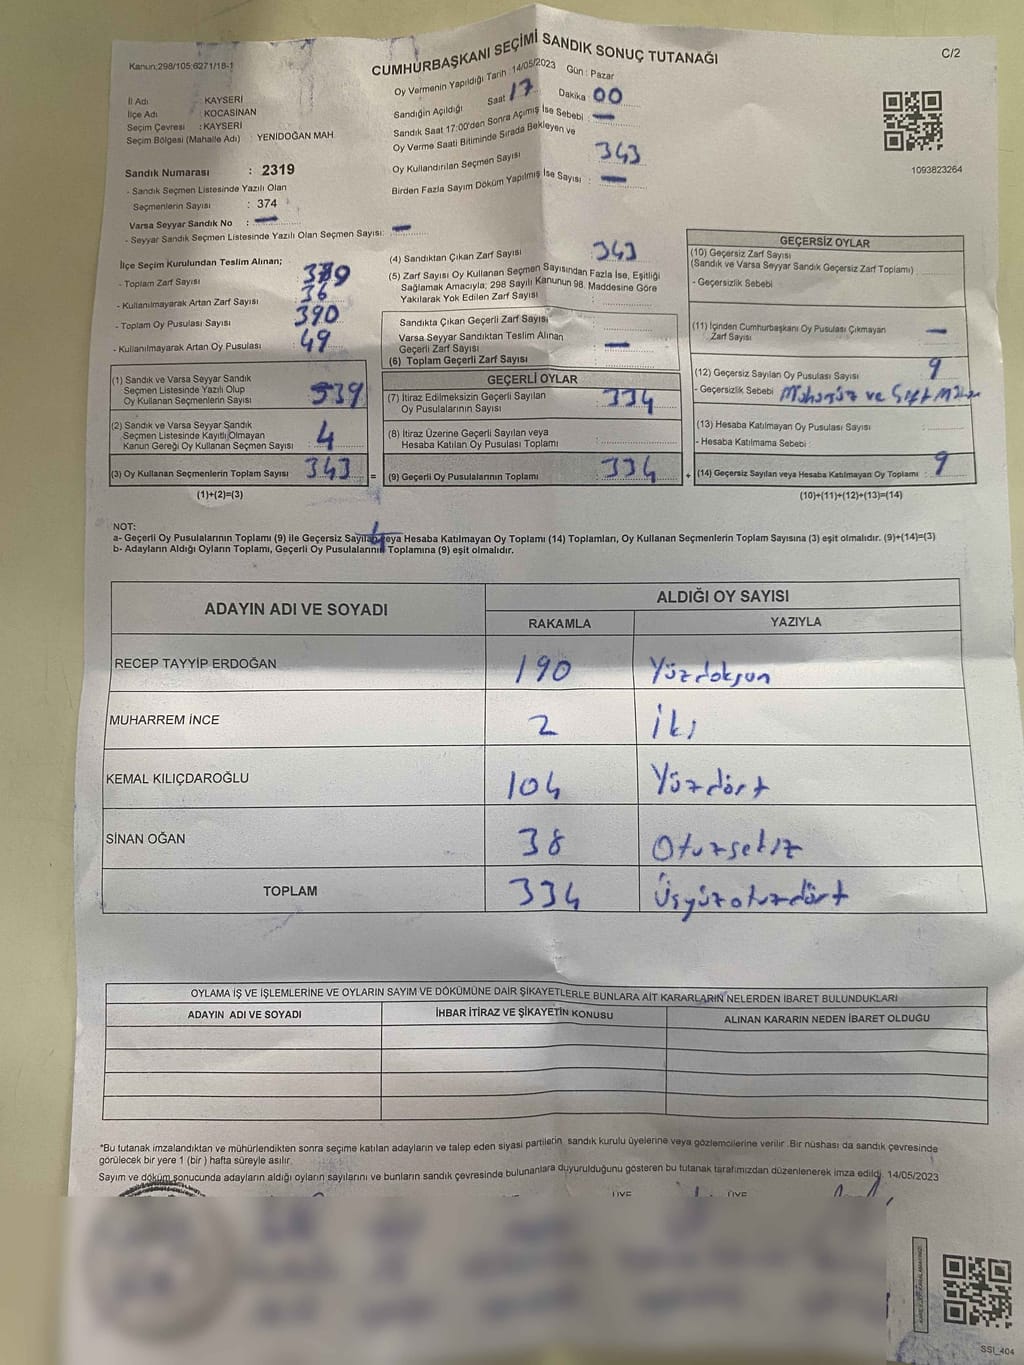 Kanun;298/105;6271/18-1
CUMHURBAŞKANI SEÇİMİ SANDIK SONUÇ TUTANAĞI
C/2
Oy Vermenin Yapıldığı Tarih : 14/05/2023 Gün : Pazar
Sandığın Açıldığı Saat 17 Dakika 00
Sandık Saat 17:00'den Sonra Açımış İse Sebebi : —
Oy Verme Saati Bitiminde Sırada Bekleyen ve
Oy Kullandırılan Seçmen Sayısı 343
Birden Fazla Sayım Döküm Yapılmış İse Sayısı : —
1093823264
İl Adı : KAYSERİ
İlçe Adı : KOCASİNAN
Seçim Çevresi : KAYSERİ
Seçim Bölgesi (Mahalle Adı) : YENİDOĞAN MAH.
Sandık Numarası : 2319
- Sandık Seçmen Listesinde Yazılı Olan
Seçmenlerin Sayısı : 374
Varsa Seyyar Sandık No : —
- Seyyar Sandık Seçmen Listesinde Yazılı Olan Seçmen Sayısı: —
İlçe Seçim Kurulundan Teslim Alınan;
- Toplam Zarf Sayısı
- Kullanılmayarak Artan Zarf Sayısı 36
- Toplam Oy Pusulası Sayısı 390
- Kullanılmayarak Artan Oy Pusulası 49
(1) Sandık ve Varsa Seyyar Sandık
Seçmen Listesinde Yazılı Olup
Oy Kullanan Seçmenlerin Sayısı 339
(2) Sandık ve Varsa Seyyar Sandık
Seçmen Listesinde Kayıtlı Olmayan
Kanun Gereği Oy Kullanan Seçmen Sayısı 4
(3) Oy Kullanan Seçmenlerin Toplam Sayısı 343 =
(1)+(2)=(3)
(4) Sandıktan Çıkan Zarf Sayısı 343
(5) Zarf Sayısı Oy Kullanan Seçmen Sayısından Fazla İse, Eşitliği
Sağlamak Amacıyla; 298 Sayılı Kanunun 98. Maddesine Göre
Yakılarak Yok Edilen Zarf Sayısı :
Sandıkta Çıkan Geçerli Zarf Sayısı :
Varsa Seyyar Sandıktan Teslim Alınan
Geçerli Zarf Sayısı : —
(6) Toplam Geçerli Zarf Sayısı
GEÇERLİ OYLAR
(7) İtiraz Edilmeksizin Geçerli Sayılan
Oy Pusulalarının Sayısı : 334
(8) İtiraz Üzerine Geçerli Sayılan veya
Hesaba Katılan Oy Pusulası Toplamı :
(9) Geçerli Oy Pusulalarının Toplamı : 334 +
GEÇERSİZ OYLAR
(10) Geçersiz Zarf Sayısı
(Sandık ve Varsa Seyyar Sandık Geçersiz Zarf Toplamı)
- Geçersizlik Sebebi
(11) İçinden Cumhurbaşkanı Oy Pusulası Çıkmayan
Zarf Sayısı —
(12) Geçersiz Sayılan Oy Pusulası Sayısı 9
- Geçersizlik Sebebi : Mühürsüz ve Çift Mühür
(13) Hesaba Katılmayan Oy Pusulası Sayısı :
- Hesaba Katılmama Sebebi :
(14) Geçersiz Sayılan veya Hesaba Katılmayan Oy Toplamı : 9
(10)+(11)+(12)+(13)=(14)
NOT:
a- Geçerli Oy Pusulalarının Toplamı (9) ile Geçersiz Sayılan veya Hesaba Katılmayan Oy Toplamı (14) Toplamları, Oy Kullanan Seçmenlerin Toplam Sayısına (3) eşit olmalıdır. (9)+(14)=(3)
b- Adayların Aldığı Oyların Toplamı, Geçerli Oy Pusulalarının Toplamına (9) eşit olmalıdır.
4
ADAYIN ADI VE SOYADI
ALDIĞI OY SAYISI
RAKAMLA YAZIYLA
RECEP TAYYİP ERDOĞAN 190 Yüzdoksan
MUHARREM İNCE 2 İki
KEMAL KILIÇDAROĞLU 104 Yüzdört
SİNAN OĞAN 38 Otuzsekiz
TOPLAM 334 Üçyüzotuzdört
OYLAMA İŞ VE İŞLEMLERİNE VE OYLARIN SAYIM VE DÖKÜMÜNE DAİR ŞİKAYETLERLE BUNLARA AİT KARARLARIN NELERDEN İBARET BULUNDUKLARI
ADAYIN ADI VE SOYADI
İHBAR İTİRAZ VE ŞİKAYETİN KONUSU
ALINAN KARARIN NEDEN İBARET OLDUĞU
*Bu tutanak imzalandıktan ve mühürlendikten sonra seçime katılan adayların ve talep eden siyasi partilerin, sandık kurulu üyelerine veya gözlemcilerine verilir .Bir nüshası da sandık çevresinde
görülecek bir yere 1 (bir ) hafta süreyle asılır.
Sayım ve döküm sonucunda adayların aldığı oyların sayılarını ve bunların sandık çevresinde bulunanlara duyurulduğunu gösteren bu tutanak tarafımızdan düzenlenerek imza edildi. 14/05/2023
ÜYE ÜYE
SSI_404